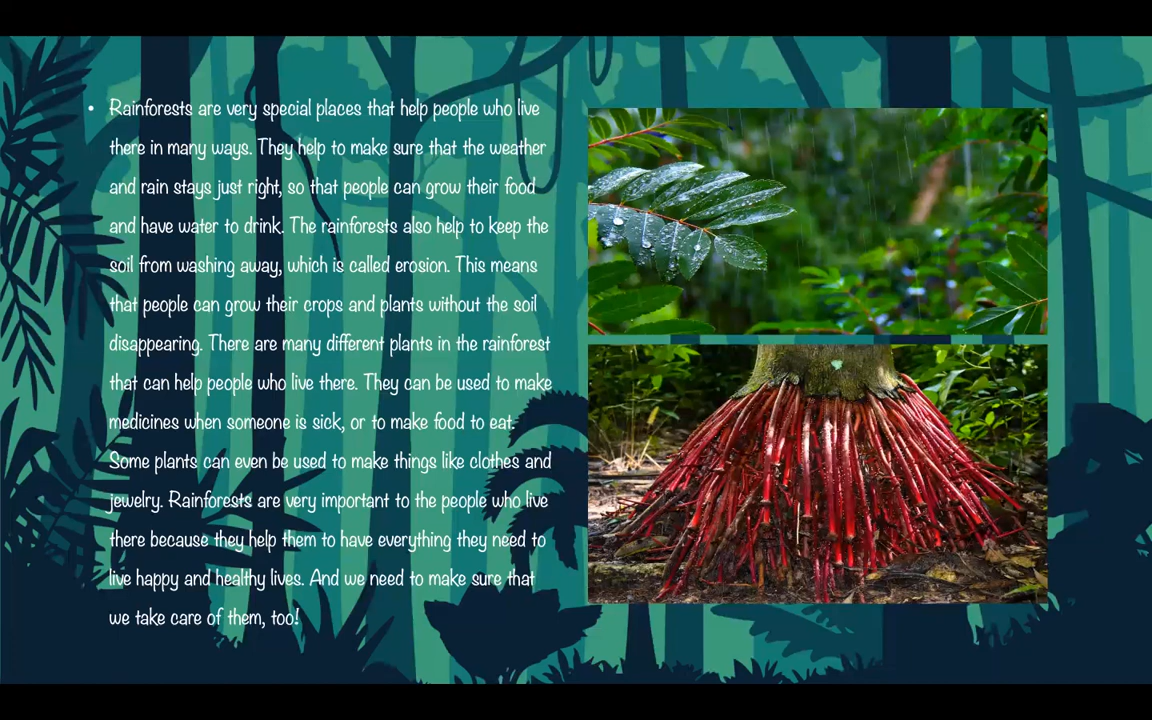 • Rainforests are very special places that help people who live
there in many ways. They help to make sure that the weather
and rain stays just right, so that people can grow their food
and have water to drink. The rainforests also help to keep the
soil from washing away, which is called erosion. This means
that people can grow their crops and plants without the soil
disappearing. There are many different plants in the rainforest
that can help people who live there. They can be used to make
medicines when someone is sick, or to make food to eat.
Some plants can even be used to make things like clothes and
jewelry. Rainforests are very important to the people who live
there because they help them to have everything they need to
live happy and healthy lives. And we need to make sure that
we take care of them, too!